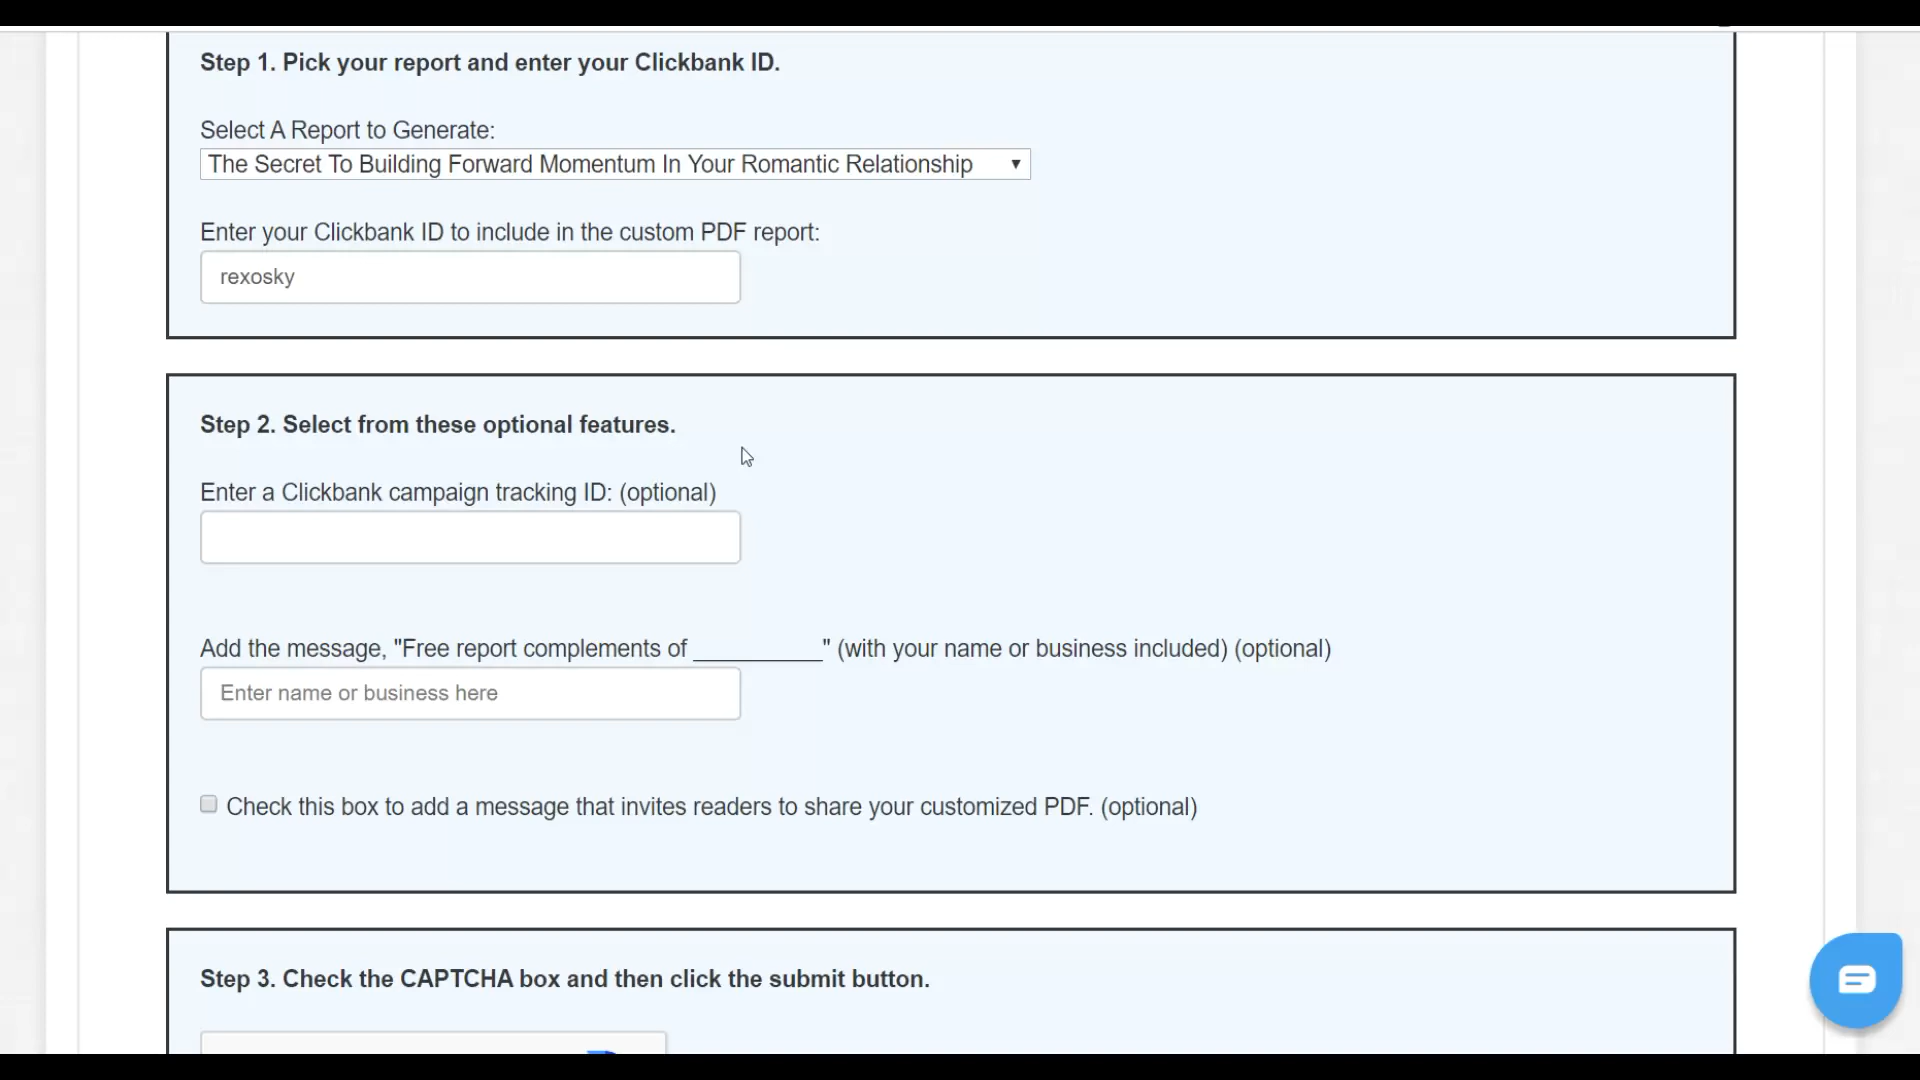 Step 1. Pick your report and enter your Clickbank ID.
Select A Report to Generate:
The Secret To Building Forward Momentum In Your Romantic Relationship
Enter your Clickbank ID to include in the custom PDF report:
rexosky
Step 2. Select from these optional features.
Enter a Clickbank campaign tracking ID: (optional)
Add the message, "Free report complements of __________" (with your name or business included) (optional)
Enter name or business here
Check this box to add a message that invites readers to share your customized PDF. (optional)
Step 3. Check the CAPTCHA box and then click the submit button.